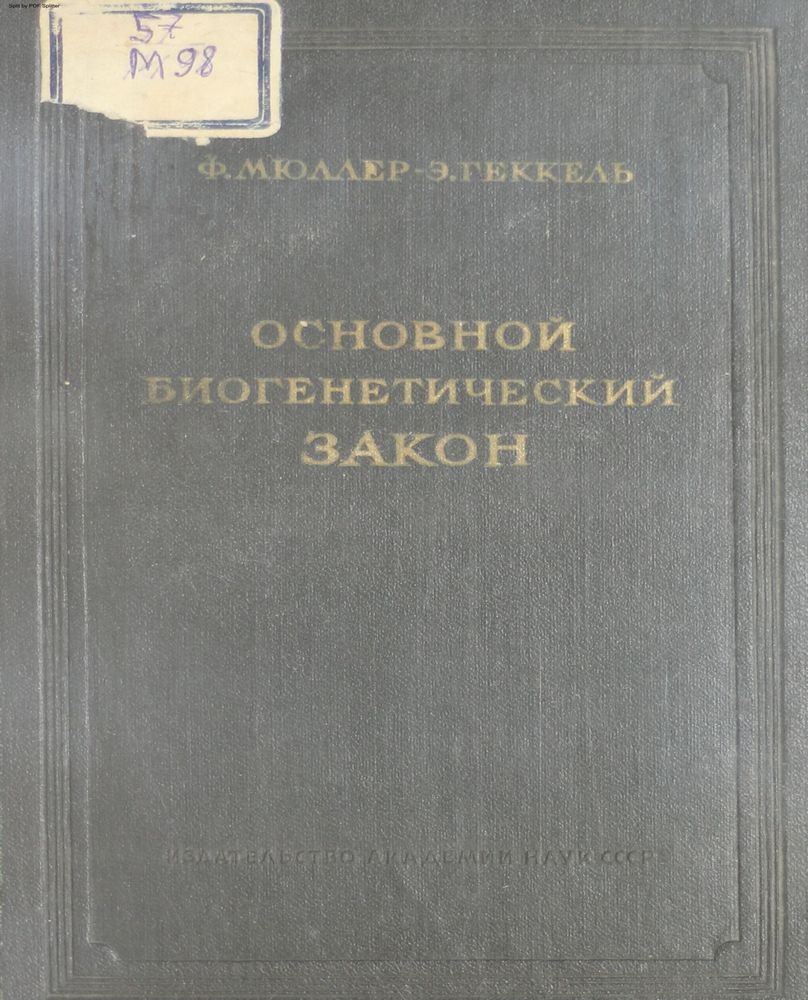 Split by PDF Splitter
57
М 98
Ф. МЮЛЛЕР-Э. ГЕККЕЛЬ
ОСНОВНОЙ
БИОГЕНЕТИЧЕСКИЙ
ЗАКОН
ИЗДАТЕЛЬСТВО АКАДЕМИИ НАУК СССР